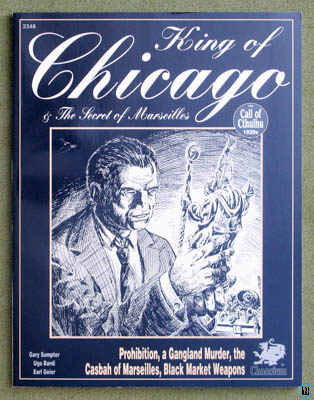 2348
King of
Chicago
& The Secret of Marseilles
FOR
Call of
Cthulhu
1920s
Gary Sumpter
Ugo Bardi
Earl Geier
Prohibition, a Gangland Murder, the
Casbah of Marseilles, Black Market Weapons
Chaosium